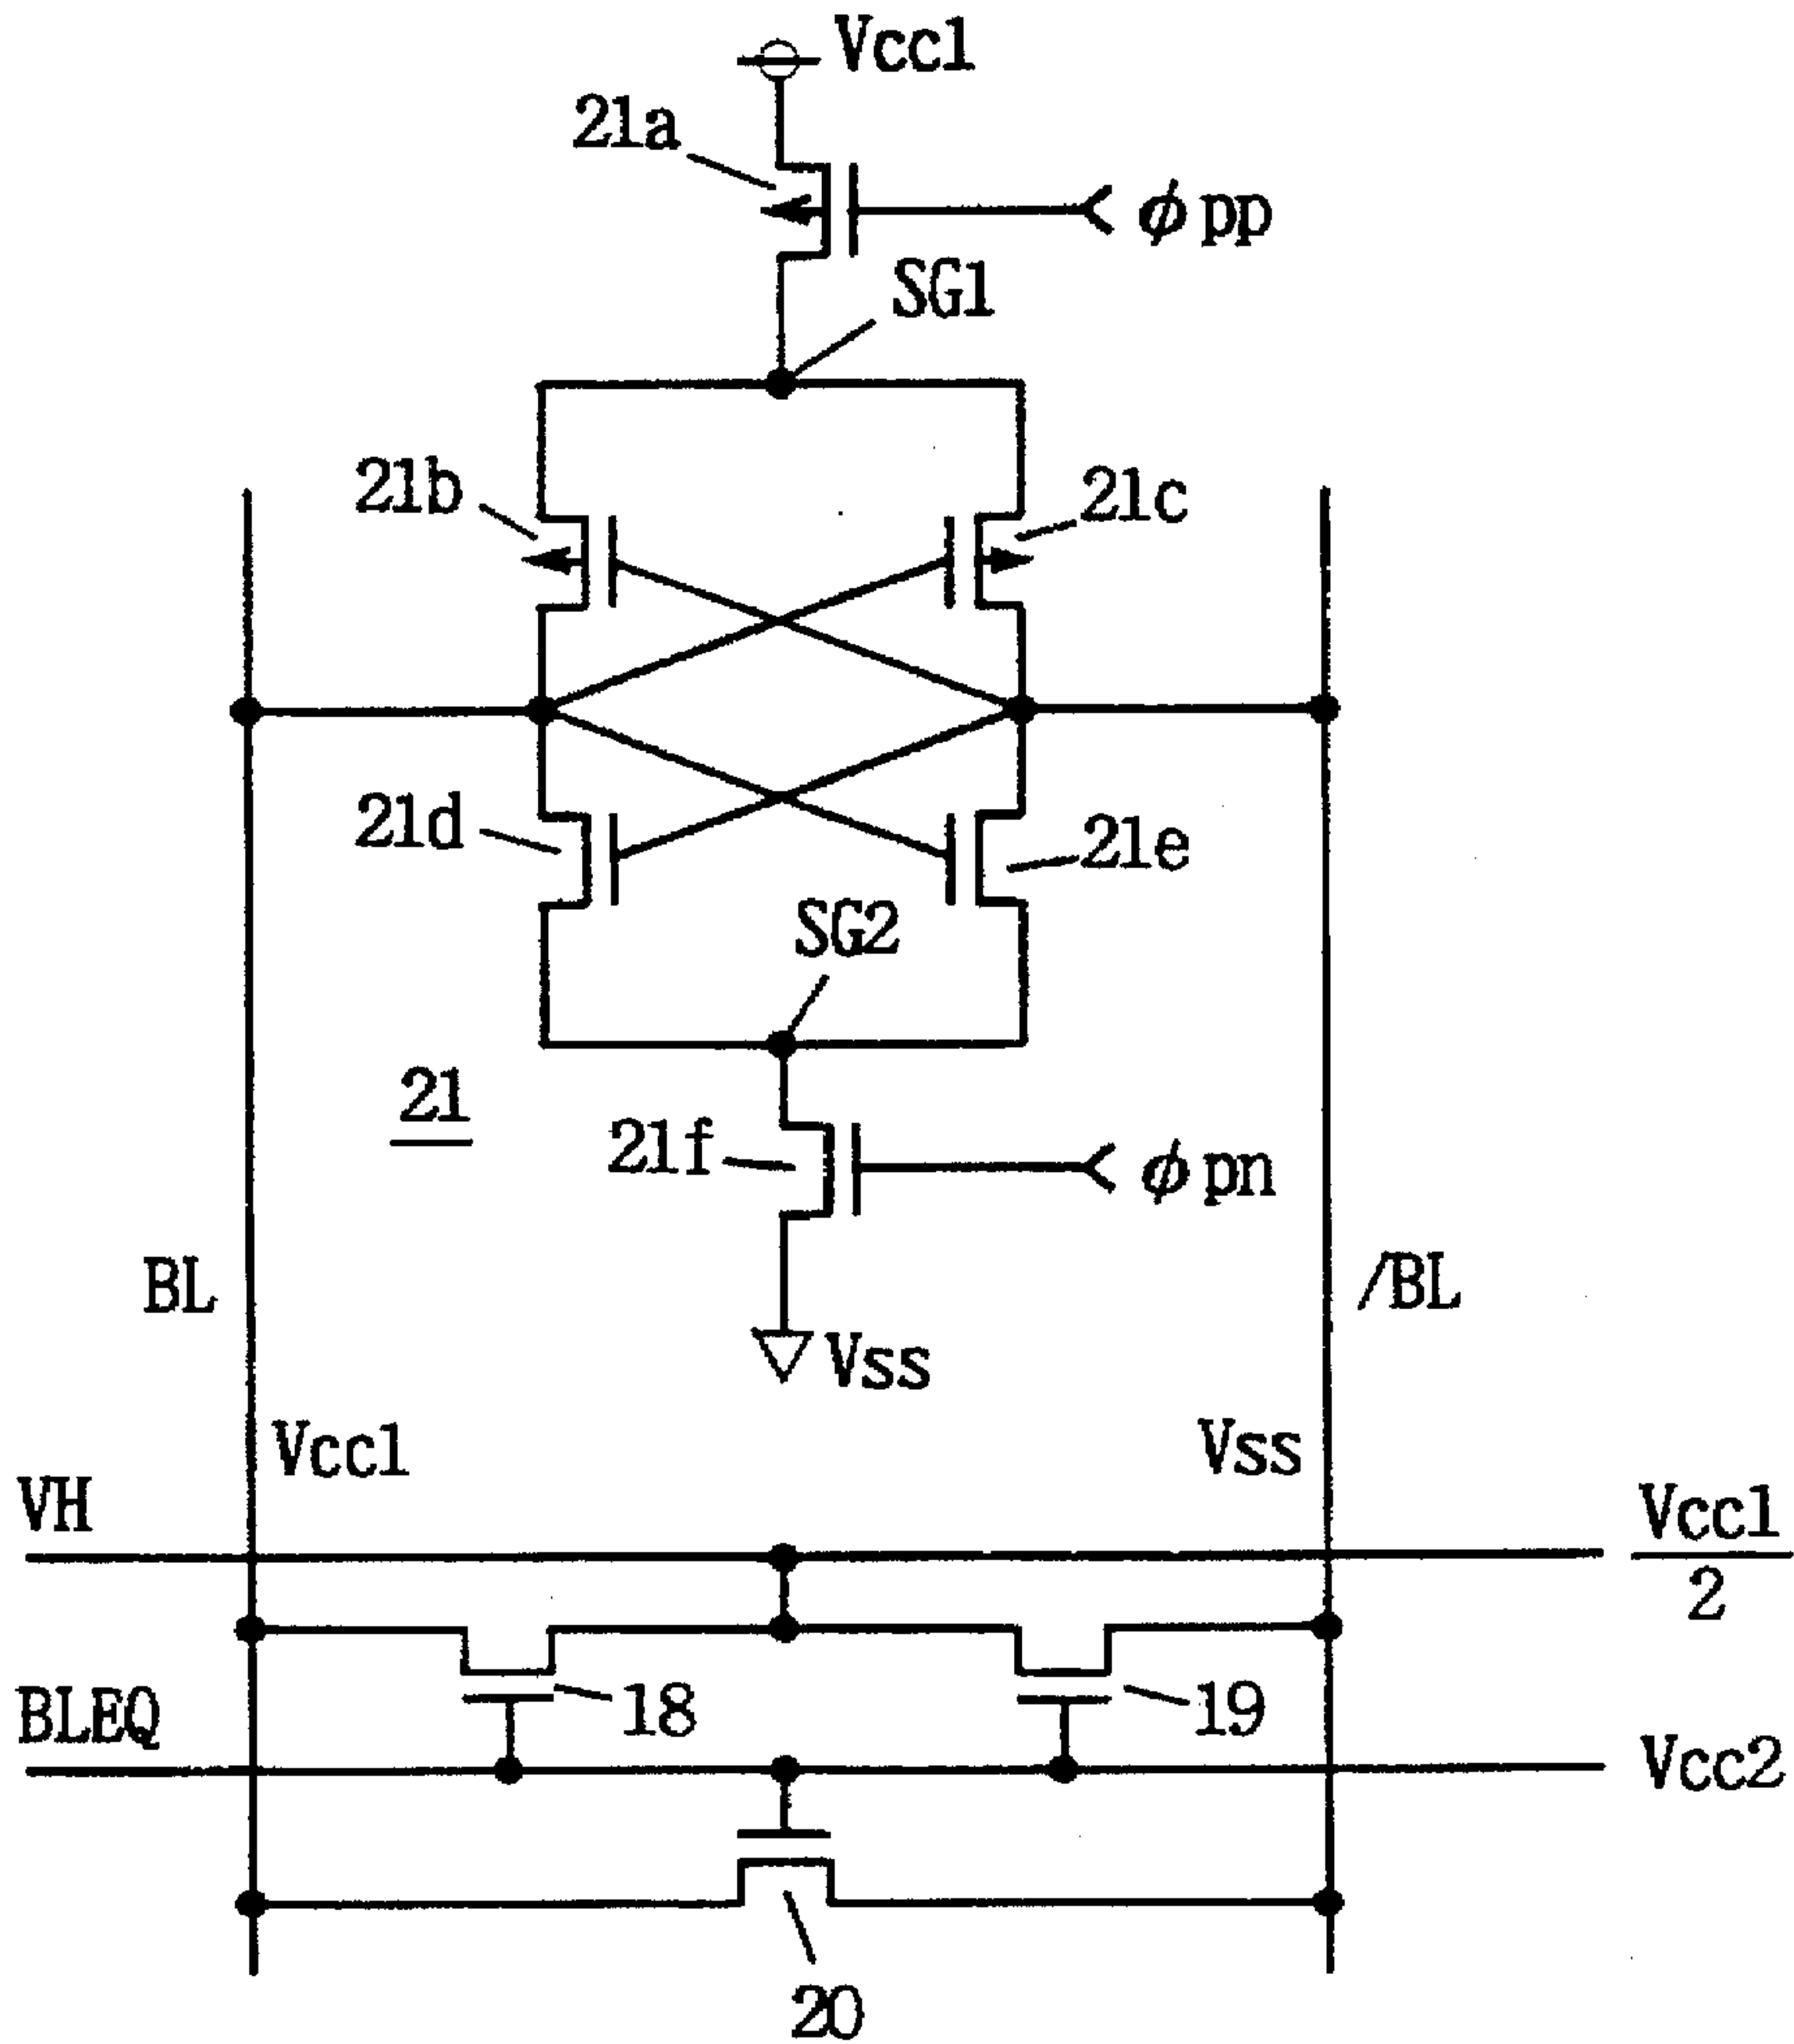 Vcc1
21a
φpp
SG1
21b
21c
21d
21e
SG2
21
21f
φpn
BL
/BL
Vss
Vcc1
Vss
VH
Vcc1
2
18
19
BLEQ
Vcc2
20